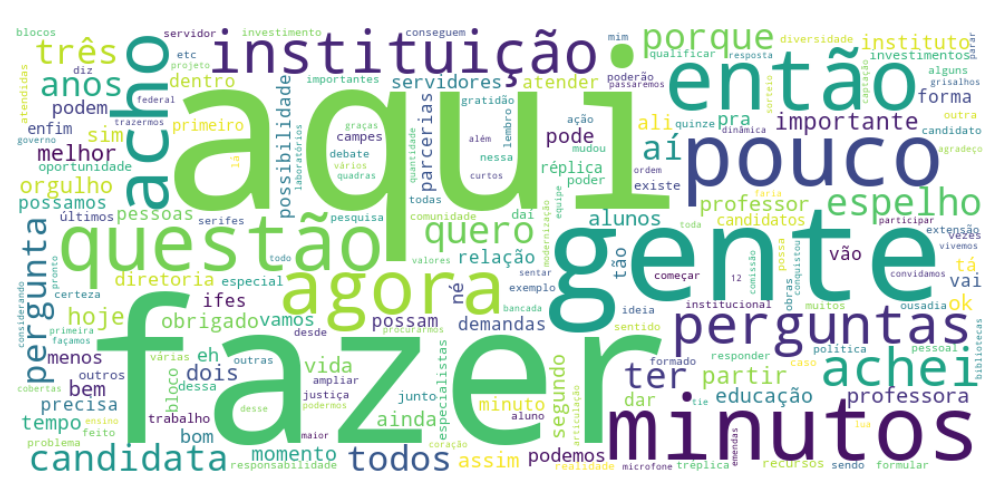 blocos servidor investimento conseguem mim diversidade
três etc instituição porque qualificar resposta instituto parar
diz projeto importantes poderão captação investimentos
anos dentro servidores atender passaremos alguns grisalhos
atendidas podem acho possibilidade aqui então sorteio forma
federal trazermos gratidão ali pra quinze importante outra
enfim sim primeiro laboratórios parcerias lembro ação pode dinâmica candidato
governo graças campes além nessa mudou aí pouco agradeço
melhor lá debate quantidade réplica existe ordem
oportunidade vários quadras curtos poder professor espelho
orgulho todas equipe candidatos
possamos pessoas serifes pesquisa comunidade daí alunos toda participar extensão
últimos questão quero modernização relação tão faria vezes vivemos
pergunta todo valores né comissão possa obras conquistou vão tá
diretoria especial agora sentar começar 12 vai convidamos
considerando pronto certeza ifes exemplo bancada gente institucional muitos ousadia ok
hoje obrigado vamos possam demandas ideia perguntas
primeira façamos desde sentido
menos várias eh outras vida segundo formado responder política pessoal achei bibliotecas
outros dessa dois ampliar junto especialistas ter partir caso
cobertas bem bloco fazer justiça podermos minuto dar educação professora
precisa trabalho aluno ainda articulação tie minutos
tempo ensino feito bom desse maior coração assim podemos lua
problema candidata momento todos realidade recursos emendas sendo formular
responsabilidade microfone tréplica